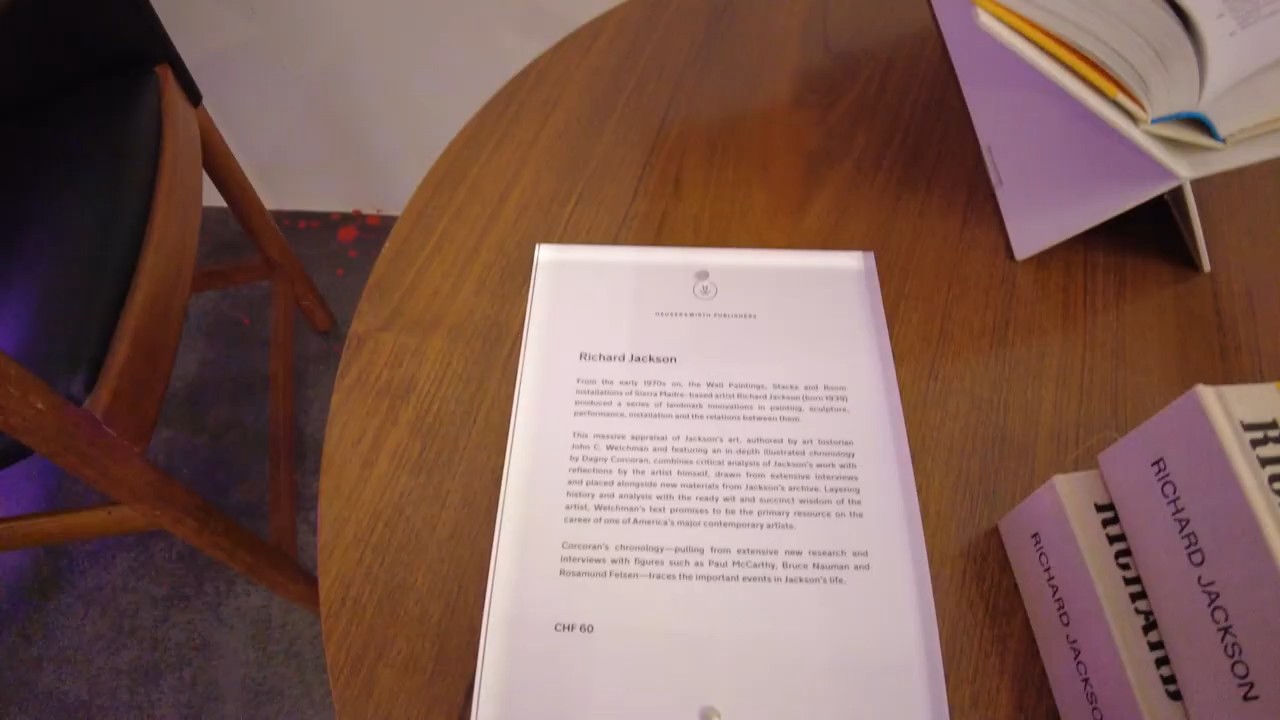 HAUSER & WIRTH PUBLISHERS
Richard Jackson
From the early 1970s on, the Wall Paintings, Stacks and Room
installations of Sierra Madre-based artist Richard Jackson (born 1939)
produced a series of landmark innovations in painting, sculpture,
performance, installation and the relations between them.
This massive appraisal of Jackson's art, authored by art historian
John C. Welchman and featuring an in-depth illustrated chronology
by Dagny Corcoran, combines critical analysis of Jackson's work with
reflections by the artist himself, drawn from extensive interviews
and placed alongside new materials from Jackson's archive. Layering
history and analysis with the ready wit and succinct wisdom of the
artist, Welchman's text promises to be the primary resource on the
career of one of America's major contemporary artists.
Corcoran's chronology—pulling from extensive new research and
interviews with figures such as Paul McCarthy, Bruce Nauman and
Rosamund Felsen—traces the important events in Jackson's life.
CHF 60
RICHARD JACKSON
RICHARD
RICHARD JACKSO